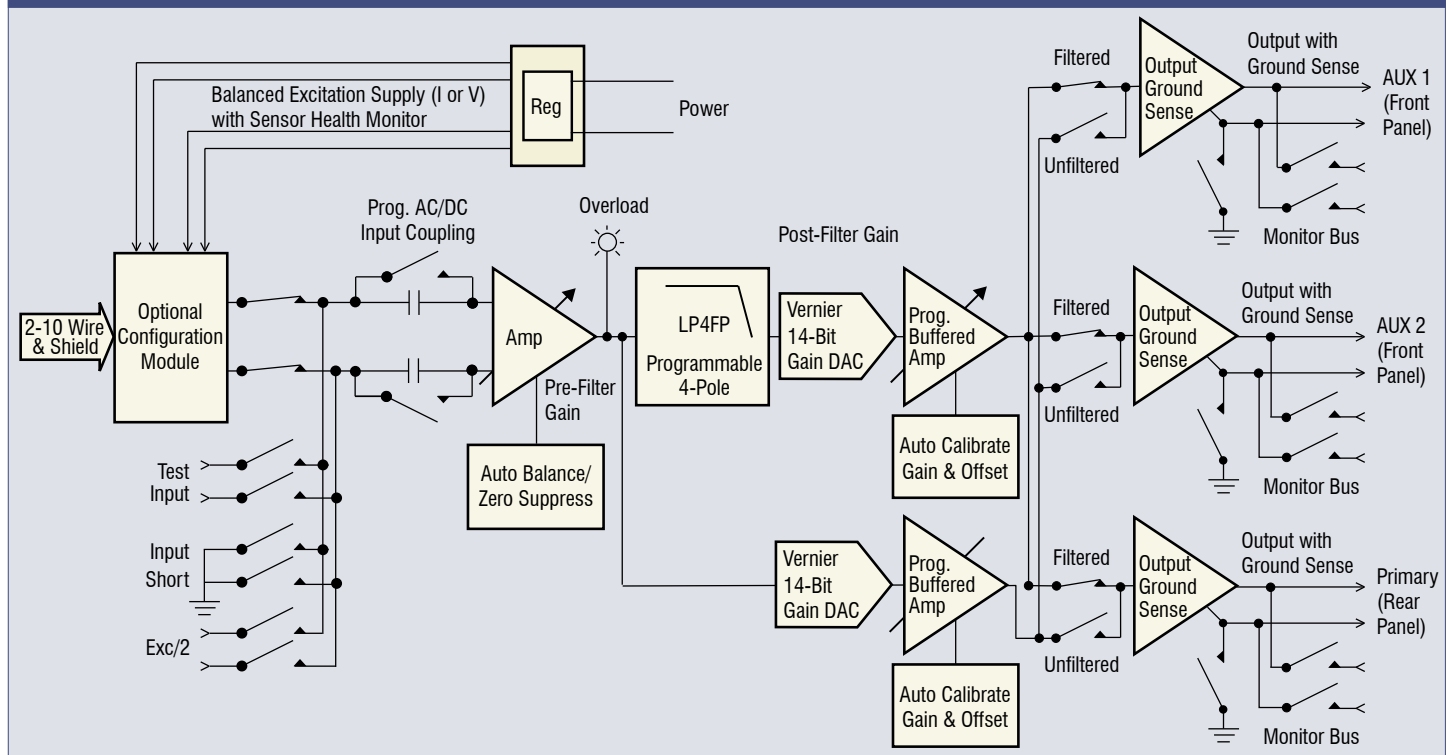 Balanced Excitation Supply (I or V)
with Sensor Health Monitor
Reg
Power
2-10 Wire
& Shield
Optional
Configuration
Module
Prog. AC/DC
Input Coupling
Test
Input
Input
Short
Exc/2
Amp
Pre-Filter
Gain
Auto Balance/
Zero Suppress
Overload
LP4FP
Programmable
4-Pole
Post-Filter Gain
Vernier
14-Bit
Gain DAC
Prog.
Buffered
Amp
Auto Calibrate
Gain & Offset
Vernier
14-Bit
Gain DAC
Prog.
Buffered
Amp
Auto Calibrate
Gain & Offset
Filtered
Unfiltered
Output
Ground
Sense
Output with
Ground Sense
AUX 1
(Front
Panel)
Monitor Bus
Filtered
Unfiltered
Output
Ground
Sense
Output with
Ground Sense
AUX 2
(Front
Panel)
Monitor Bus
Filtered
Unfiltered
Output
Ground
Sense
Output with
Ground Sense
Primary
(Rear
Panel)
Monitor Bus